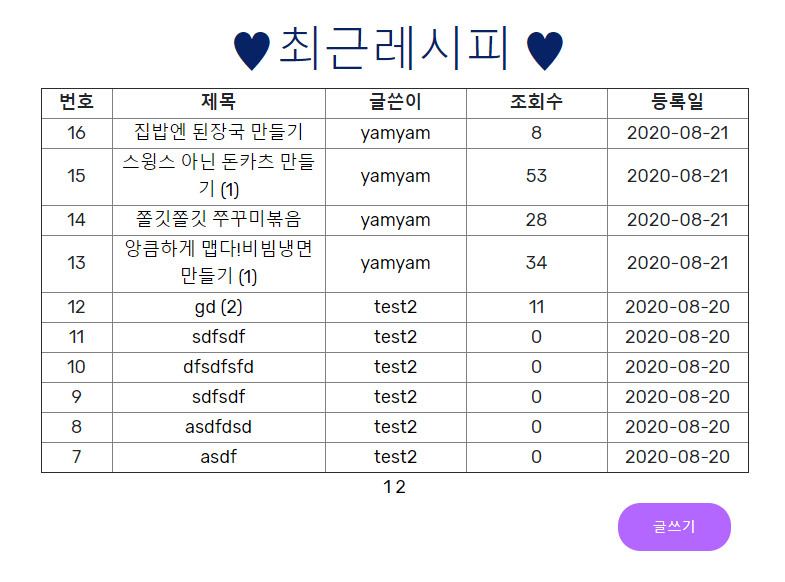 ♥최근레시피 ♥
번호 제목 글쓴이 조회수 등록일
16 집밥엔 된장국 만들기 yamyam 8 2020-08-21
스윙스 아닌 돈카츠 만들
15 yamyam 53 2020-08-21
기 (1)
14 쫄깃쫄깃 쭈꾸미볶음 yamyam 28 2020-08-21
앙큼하게 맵다!비빔냉면
13 yamyam 34 2020-08-21
만들기 (1)
12 gd (2) test2 11 2020-08-20
11 sdfsdf test2 0 2020-08-20
10 dfsdfsfd test2 0 2020-08-20
9 sdfsdf test2 0 2020-08-20
8 asdfdsd test2 0 2020-08-20
7 asdf test2 0 2020-08-20
1 2
글쓰기